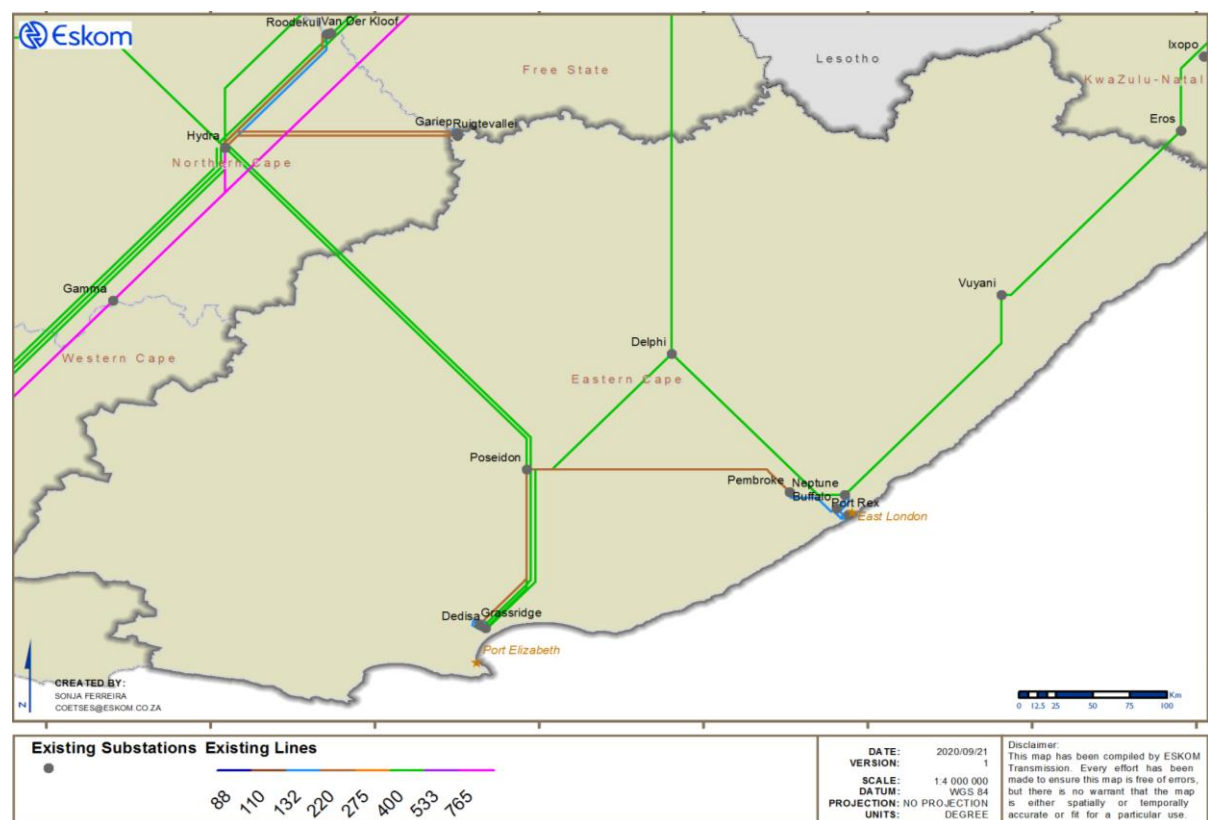 Eskom
Roodekuil
Van Der Kloof
Free State
Lesotho
Ixopo
KwaZulu-Natal
Eros
Gariep
Ruigtevallei
Hydra
Northern Cape
Gamma
Western Cape
Vuyani
Delphi
Eastern Cape
Poseidon
Pembroke
Neptune
Buffalo
Port Rex
East London
Dedisa
Grassridge
Port Elizabeth
N
CREATED BY:
SONJA FERREIRA
COETSES@ESKOM.CO.ZA
Km
0 12.5 25 50 75 100
Existing Substations Existing Lines
88 110 132 220 275 400 533 765
DATE: 2020/09/21
VERSION: 1
SCALE: 1:4 000 000
DATUM: WGS 84
PROJECTION: NO PROJECTION
UNITS: DEGREE
Disclaimer:
This map has been compiled by ESKOM
Transmission. Every effort has been
made to ensure this map is free of errors,
but there is no warrant that the map
is either spatially or temporally
accurate or fit for a particular use.